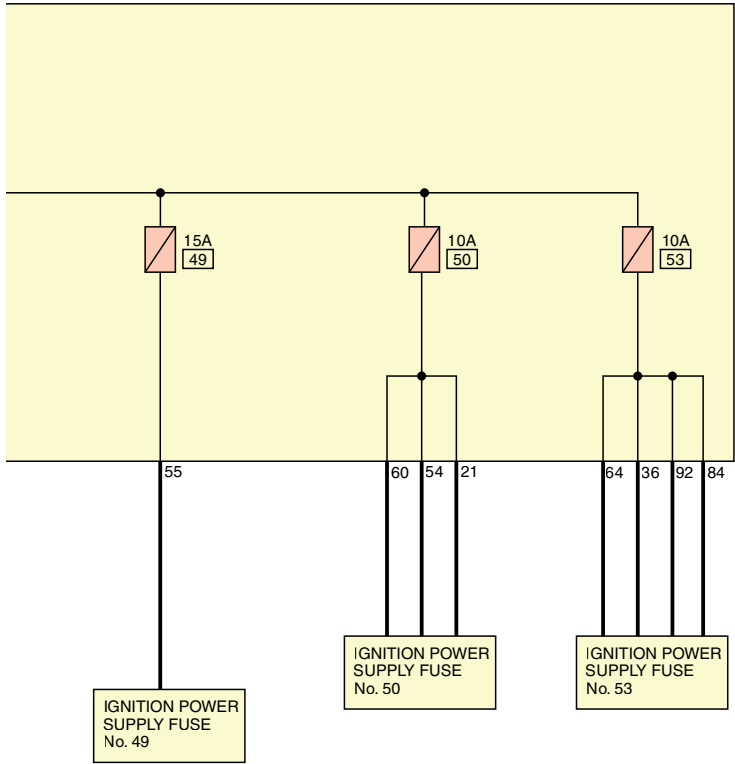 15A
49
10A
50
10A
53
55
60
54
21
64
36
92
84
IGNITION POWER
SUPPLY FUSE
No. 49
IGNITION POWER
SUPPLY FUSE
No. 50
IGNITION POWER
SUPPLY FUSE
No. 53